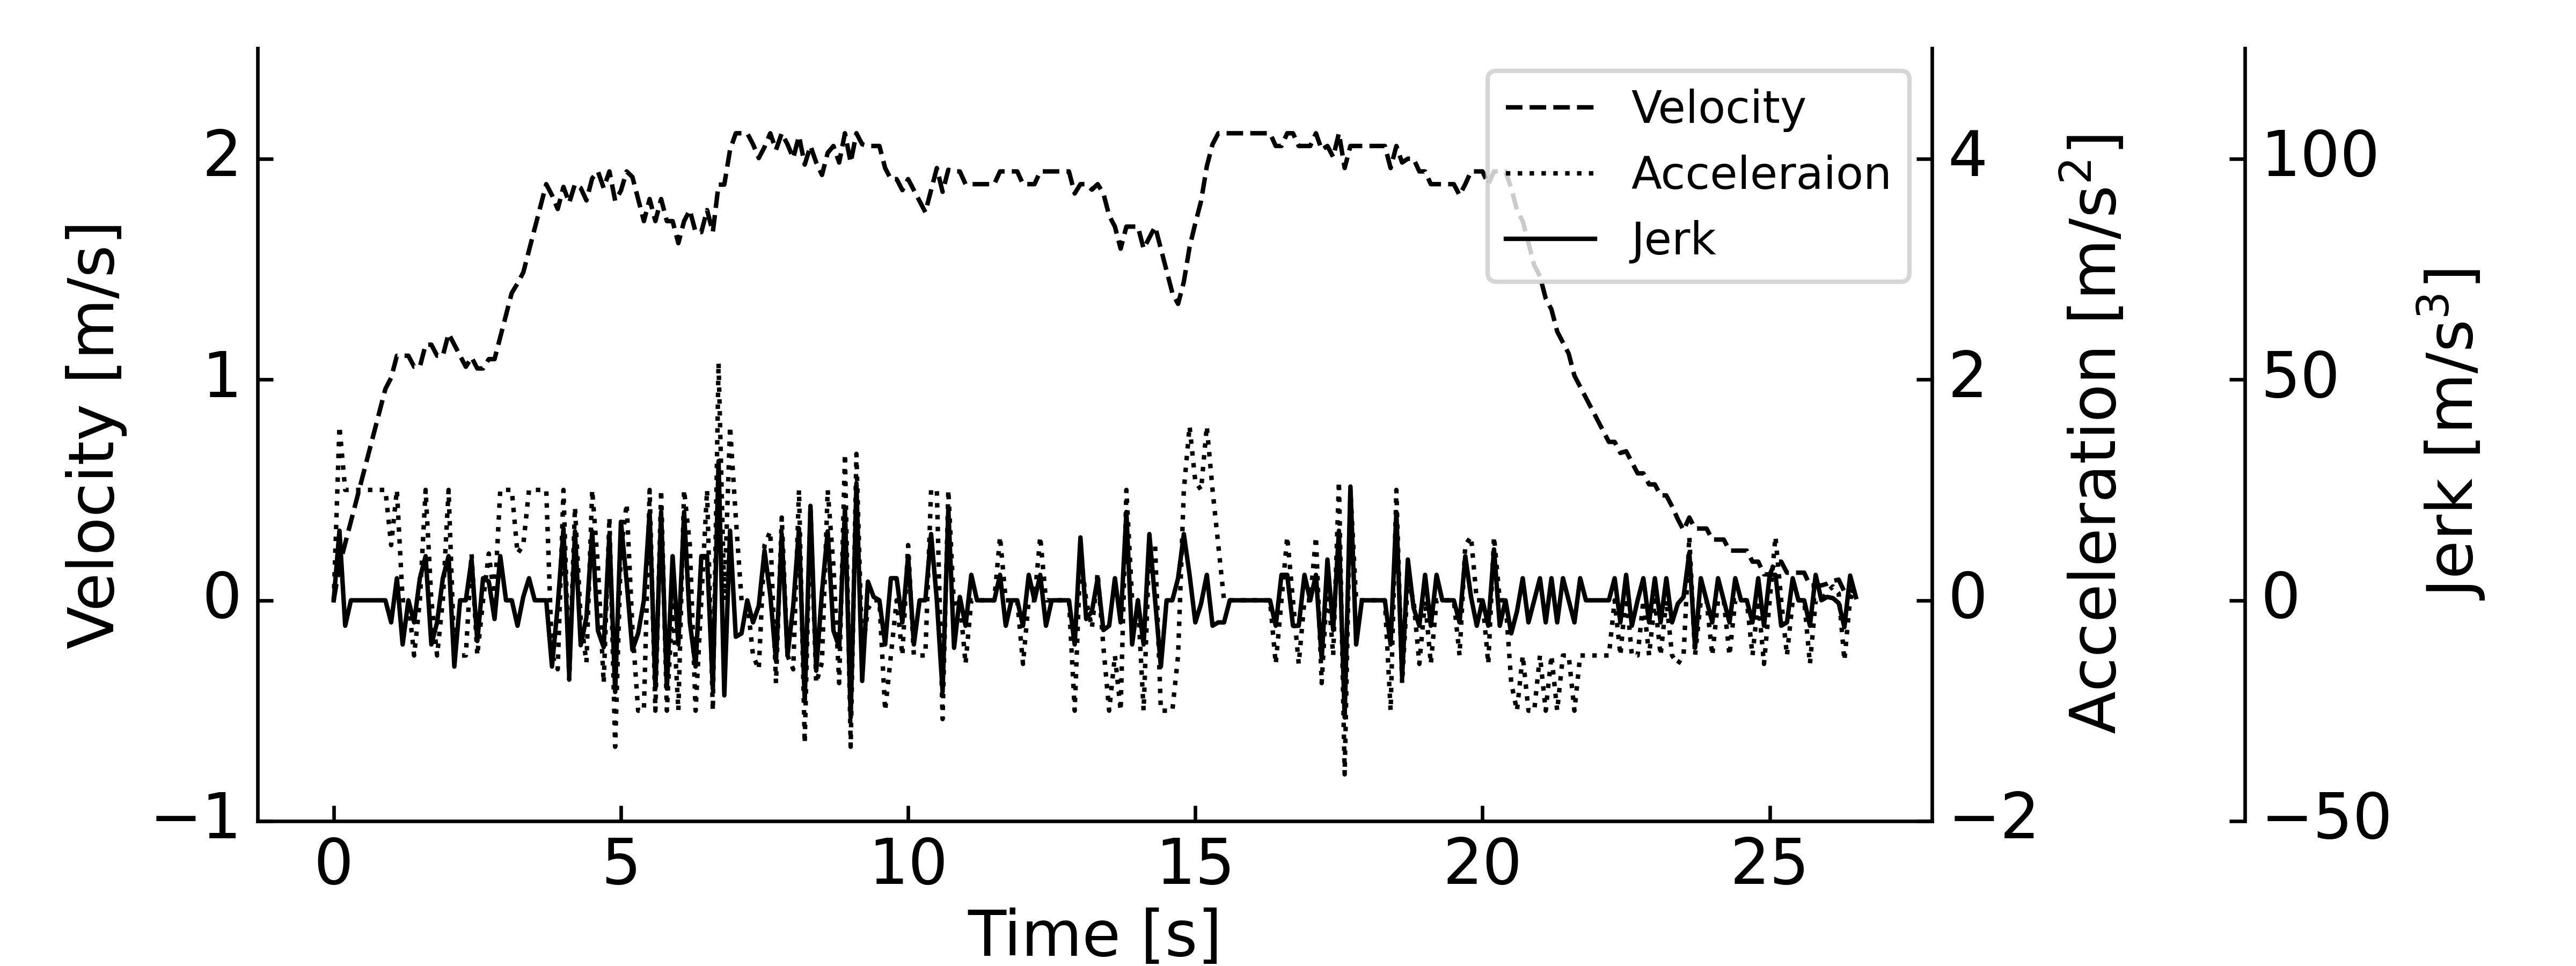 Velocity [m/s]
2
1
0
−1
0 5 10 15 20 25
Time [s]
Velocity
Acceleraion
Jerk
4
2
0
−2
Acceleration [m/s²]
100
50
0
−50
Jerk [m/s³]